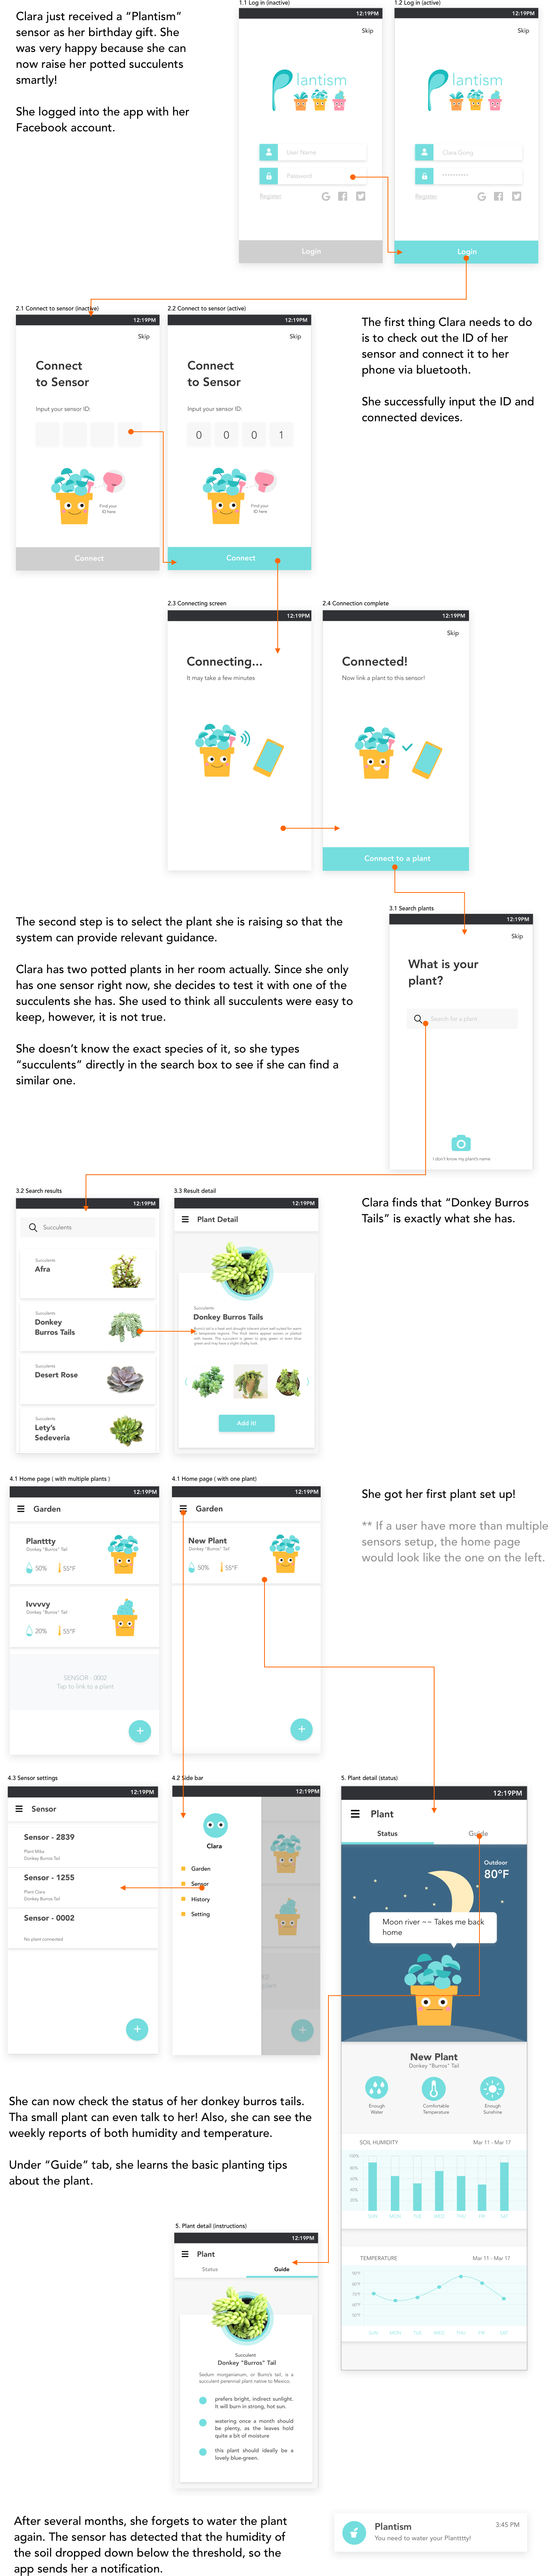 Clara just received a “Plantism”
sensor as her birthday gift. She
was very happy because she can
now raise her potted succulents
smartly!
She logged into the app with her
Facebook account.
1.1 Log in (inactive)
12:19PM
Skip
lantism
User Name
Password
Register
Login
1.2 Log in (active)
12:19PM
Skip
lantism
Clara Gong
**********
Register
Login
2.1 Connect to sensor (inactive)
12:19PM
Skip
Connect
to Sensor
Input your sensor ID:
Find your
ID here
Connect
2.2 Connect to sensor (active)
12:19PM
Skip
Connect
to Sensor
Input your sensor ID:
0 0 0 1
Find your
ID here
Connect
The first thing Clara needs to do
is to check out the ID of her
sensor and connect it to her
phone via bluetooth.
She successfully input the ID and
connected devices.
2.3 Connecting screen
12:19PM
Connecting...
It may take a few minutes
2.4 Connection complete
12:19PM
Skip
Connected!
Now link a plant to this sensor!
Connect to a plant
The second step is to select the plant she is raising so that the
system can provide relevant guidance.
Clara has two potted plants in her room actually. Since she only
has one sensor right now, she decides to test it with one of the
succulents she has. She used to think all succulents were easy to
keep, however, it is not true.
She doesn’t know the exact species of it, so she types
“succulents” directly in the search box to see if she can find a
similar one.
3.1 Search plants
12:19PM
Skip
What is your
plant?
Search for a plant
I don't know my plant's name
3.2 Search results
12:19PM
Succulents
Succulents
Afra
Succulents
Donkey
Burros Tails
Succulents
Desert Rose
Succulents
Lety's
Sedeveria
3.3 Result detail
12:19PM
Plant Detail
Succulents
Donkey Burros Tails
Add it!
Clara finds that “Donkey Burros
Tails” is exactly what she has.
4.1 Home page ( with multiple plants )
12:19PM
Garden
Planttty
Donkey "Burros" Tail
50% 55°F
Ivvvvy
Donkey "Burros" Tail
20% 55°F
SENSOR - 0002
Tap to link to a plant
+
4.1 Home page (with one plant)
12:19PM
Garden
New Plant
Donkey "Burros" Tail
50% 55°F
+
She got her first plant set up!
** If a user have more than multiple
sensors setup, the home page
would look like the one on the left.
4.3 Sensor settings
12:19PM
Sensor
Sensor - 2839
Plant Mike
Donkey Burros Tail
Sensor - 1255
Plant Clara
Donkey Burros Tail
Sensor - 0002
No plant connected
+
4.2 Side bar
12:19PM
Clara
Garden
Sensor
History
Setting
+
5. Plant detail (status)
12:19PM
Plant
Status Guide
Outdoor
80°F
Moon river ~~ Takes me back
home
New Plant
Donkey "Burros" Tail
Enough
Water
Comfortable
Temperature
Enough
Sunshine
SOIL HUMIDITY Mar 11 - Mar 17
100%
80%
60%
40%
20%
SUN MON TUE WED THU FRI SAT
TEMPERATURE Mar 11 - Mar 17
90°F
80°F
70°F
60°F
50°F
SUN MON TUE WED THU FRI SAT
She can now check the status of her donkey burros tails.
Tha small plant can even talk to her! Also, she can see the
weekly reports of both humidity and temperature.
Under “Guide” tab, she learns the basic planting tips
about the plant.
5. Plant detail (instructions)
12:19PM
Plant
Status Guide
Succulent
Donkey "Burros" Tail
Sedum morganianum, or Burro's tail, is a
succulent perennial plant native to Mexico.
prefers bright, indirect sunlight.
It will burn in strong, hot sun.
watering once a month should
be plenty, as the leaves hold
quite a bit of moisture
this plant should ideally be a
lovely blue-green.
After several months, she forgets to water the plant
again. The sensor has detected that the humidity of
the soil dropped down below the threshold, so the
app sends her a notification.
Plantism 3:45 PM
You need to water your Planttty!